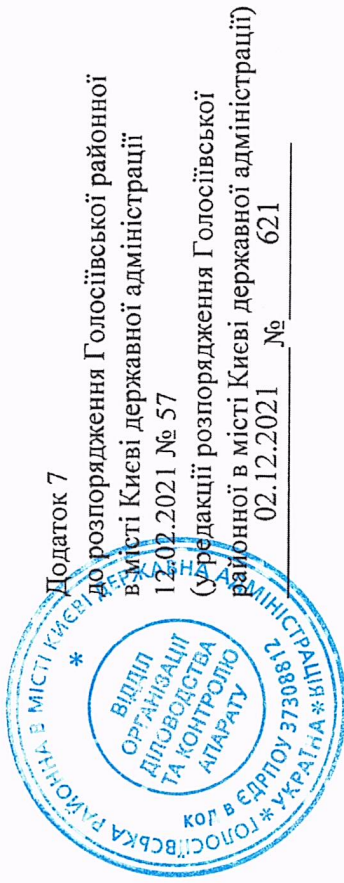 Додаток 7
до розпорядження Голосіївської районної
в місті Києві державної адміністрації
12.02.2021 № 57
(у редакції розпорядження Голосіївської
районної в місті Києві державної адміністрації)
02.12.2021 № 621
ГОЛОСІЇВСЬКА РАЙОННА В МІСТІ КИЄВІ ДЕРЖАВНА АДМІНІСТРАЦІЯ * УКРАЇНА *
КОД В ЄДРПОУ 37308812
ВІДДІЛ
ОРГАНІЗАЦІЇ
ДІЛОВОДСТВА
ТА КОНТРОЛЮ
АПАРАТУ
*